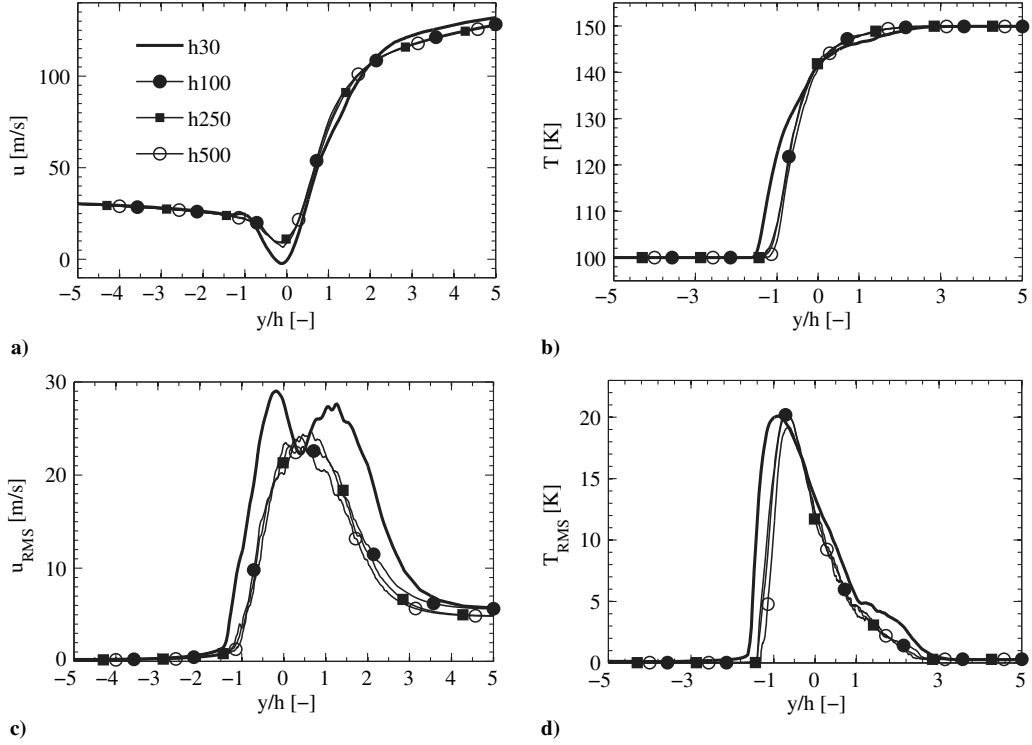 100
50
0
u [m/s]
h30
h100
h250
h500
−5 −4 −3 −2 −1 0 1 2 3 4 5
y/h [−]
a)
150
140
130
120
110
100
T [K]
−5 −3 −1 0 1 3 5
y/h [−]
b)
30
20
10
0
u RMS [m/s]
−5 −4 −3 −2 −1 0 1 2 3 4 5
y/h [−]
c)
20
15
10
5
0
T RMS [K]
−5 −3 −1 0 1 3 5
y/h [−]
d)